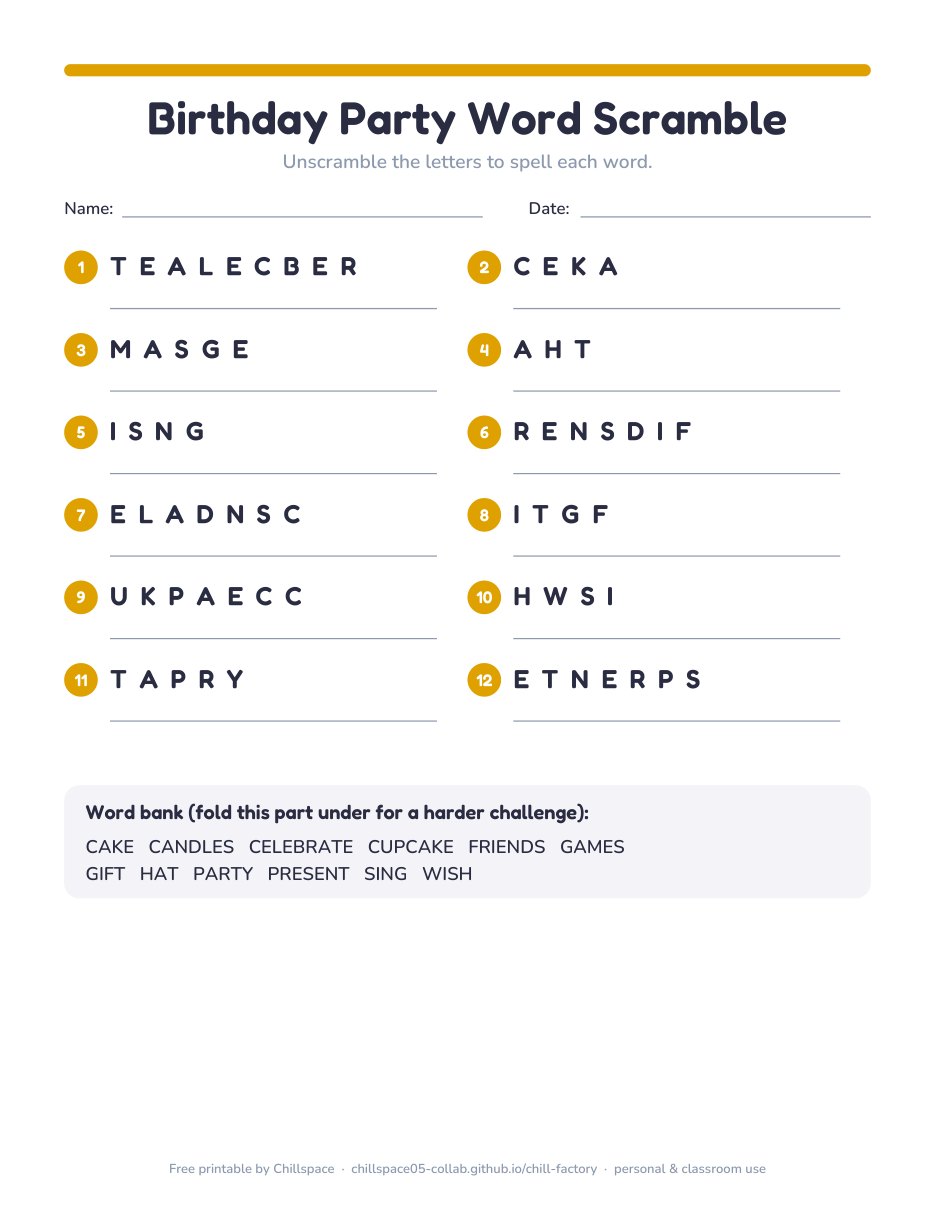 Birthday Party Word Scramble
Unscramble the letters to spell each word.
Name: Date:
1 T E A L E C B E R 2 C E K A
3 M A S G E 4 A H T
5 I S N G 6 R E N S D I F
7 E L A D N S C 8 I T G F
9 U K P A E C C 10 H W S I
11 T A P R Y 12 E T N E R P S
Word bank (fold this part under for a harder challenge):
CAKE CANDLES CELEBRATE CUPCAKE FRIENDS GAMES
GIFT HAT PARTY PRESENT SING WISH
Free printable by Chillspace · chillspace05-collab.github.io/chill-factory · personal & classroom use